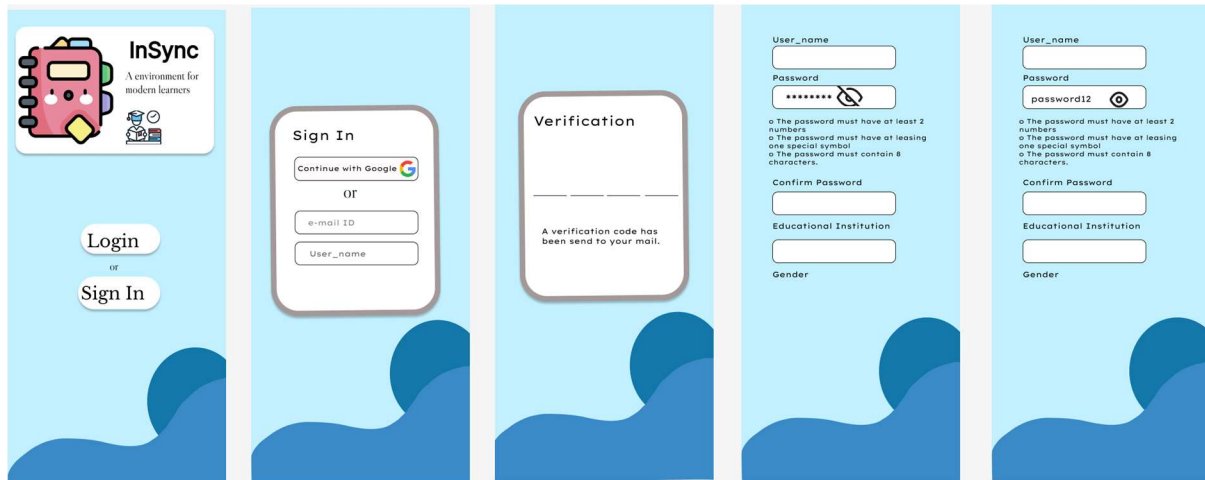 InSync
A environment for
modern learners
Login
or
Sign In
Sign In
Continue with Google
or
e-mail ID
User_name
Verification
A verification code has
been send to your mail.
User_name
Password
********
o The password must have at least 2
numbers
o The password must have at leasing
one special symbol
o The password must contain 8
characters.
Confirm Password
Educational Institution
Gender
User_name
Password
password12
o The password must have at least 2
numbers
o The password must have at leasing
one special symbol
o The password must contain 8
characters.
Confirm Password
Educational Institution
Gender